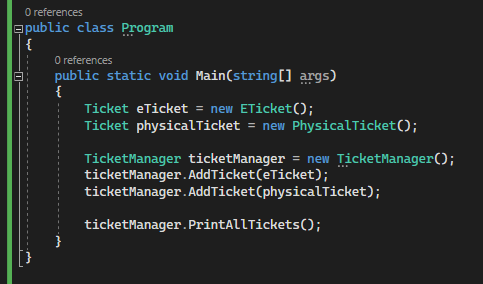 0 references
public class Program
{
0 references
public static void Main(string[] args)
{
Ticket eTicket = new ETicket();
Ticket physicalTicket = new PhysicalTicket();
TicketManager ticketManager = new TicketManager();
ticketManager.AddTicket(eTicket);
ticketManager.AddTicket(physicalTicket);
ticketManager.PrintAllTickets();
}
}